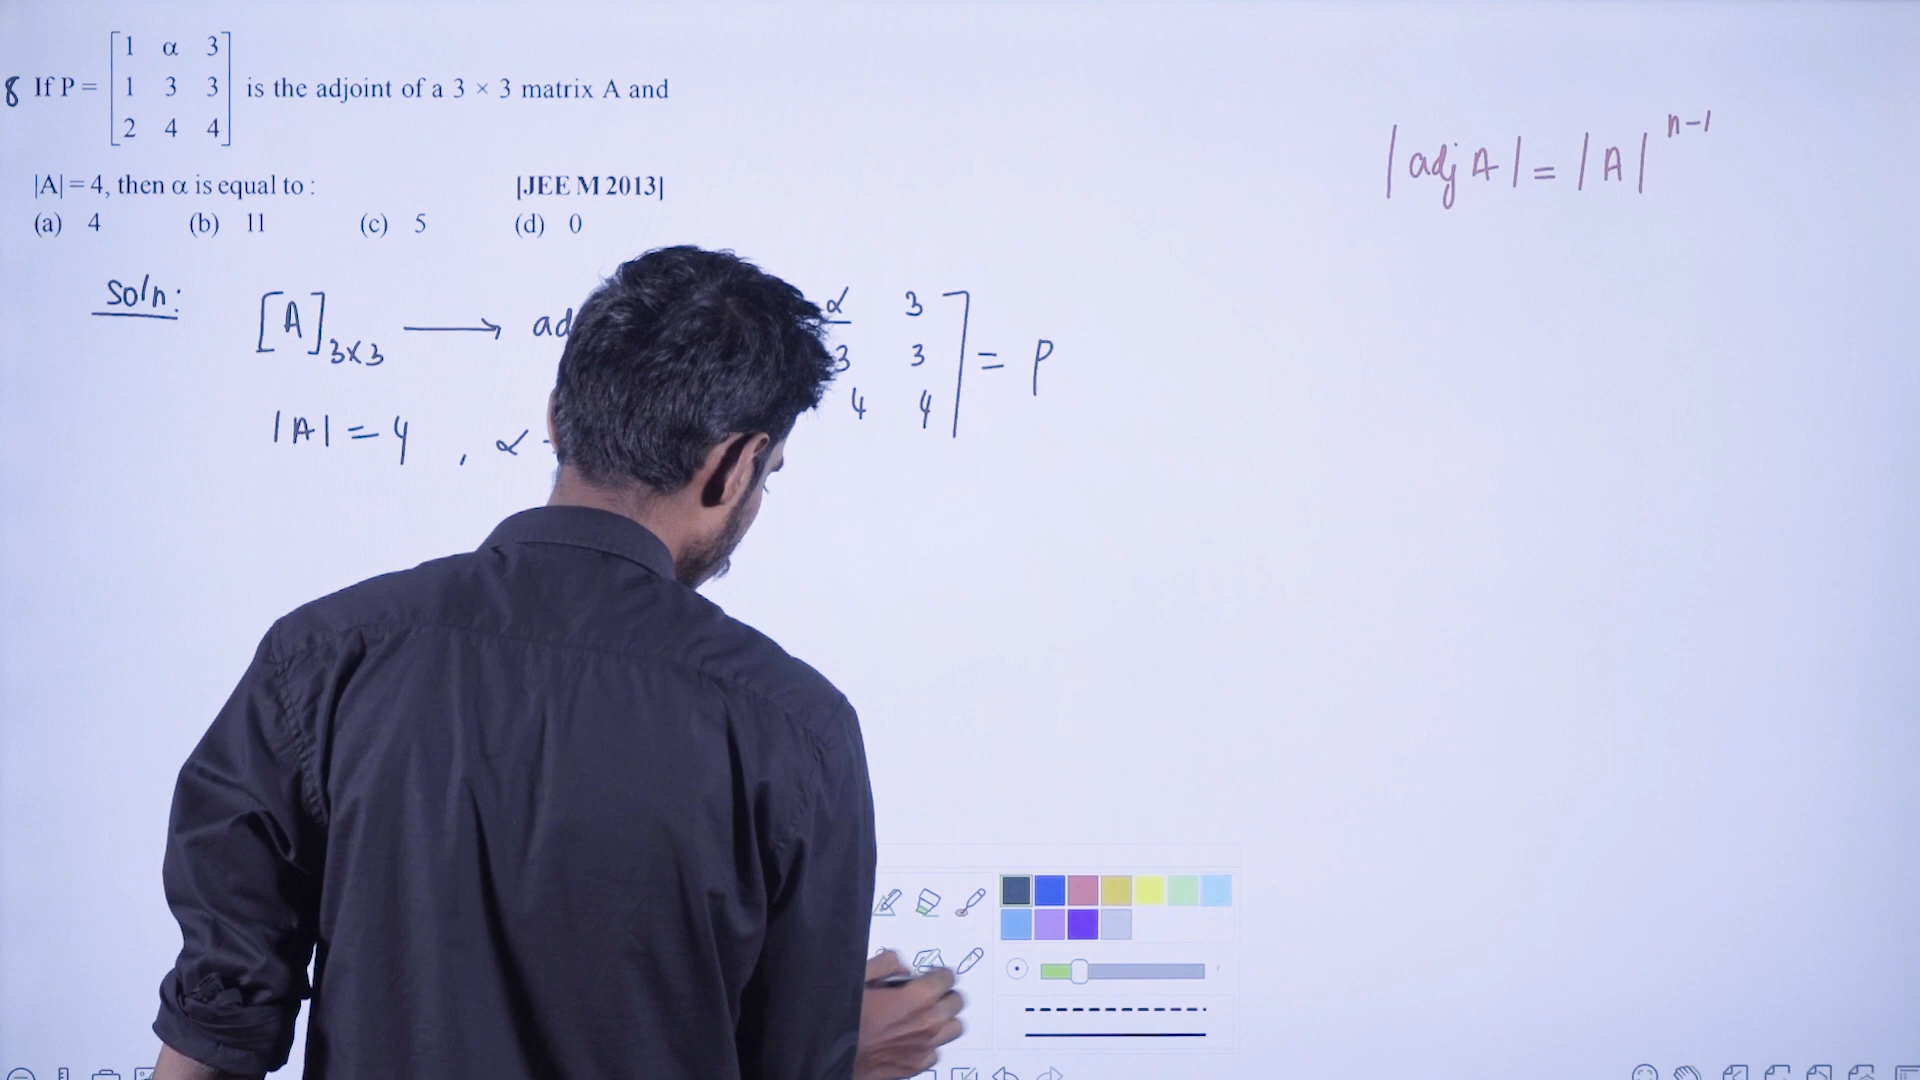 8 If P = [1 α 3
1 3 3
2 4 4] is the adjoint of a 3 × 3 matrix A and
|A| = 4, then α is equal to : [JEE M 2013]
(a) 4 (b) 11 (c) 5 (d) 0
|adj A| = |A|^{n-1}
Soln:
[A]_{3×3} ⟶ ad α 3
3 3
4 4] = P
|A| = 4 , α